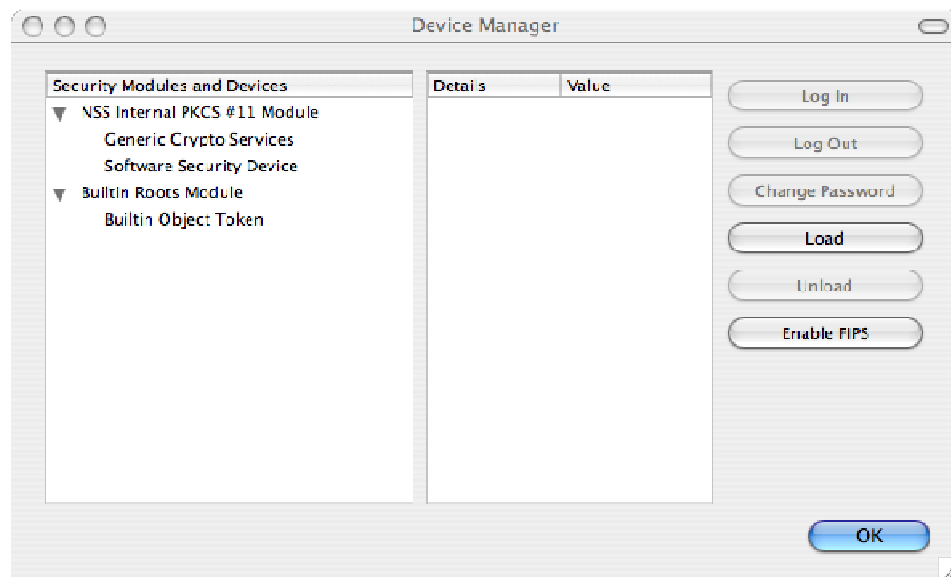 Device Manager
Security Modules and Devices
NSS Internal PKCS #11 Module
Generic Crypto Services
Software Security Device
Builtin Roots Module
Builtin Object Token
Details Value
Log In
Log Out
Change Password
Load
Unload
Enable FIPS
OK